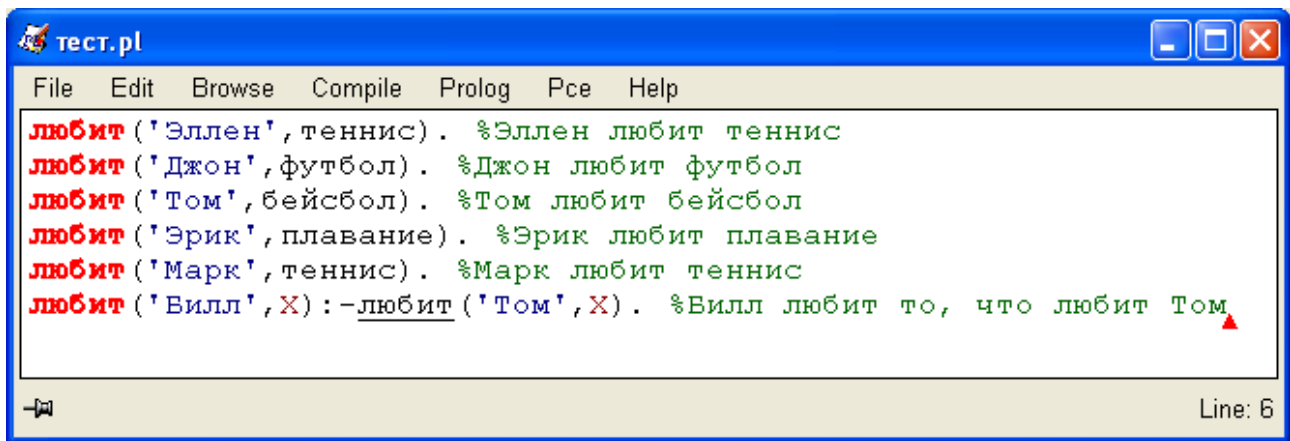 тест.pl
File Edit Browse Compile Prolog Pce Help
любит('Эллен',теннис). %Эллен любит теннис
любит('Джон',футбол). %Джон любит футбол
любит('Том',бейсбол). %Том любит бейсбол
любит('Эрик',плавание). %Эрик любит плавание
любит('Марк',теннис). %Марк любит теннис
любит('Билл',X):-любит('Том',X). %Билл любит то, что любит Том
Line: 6